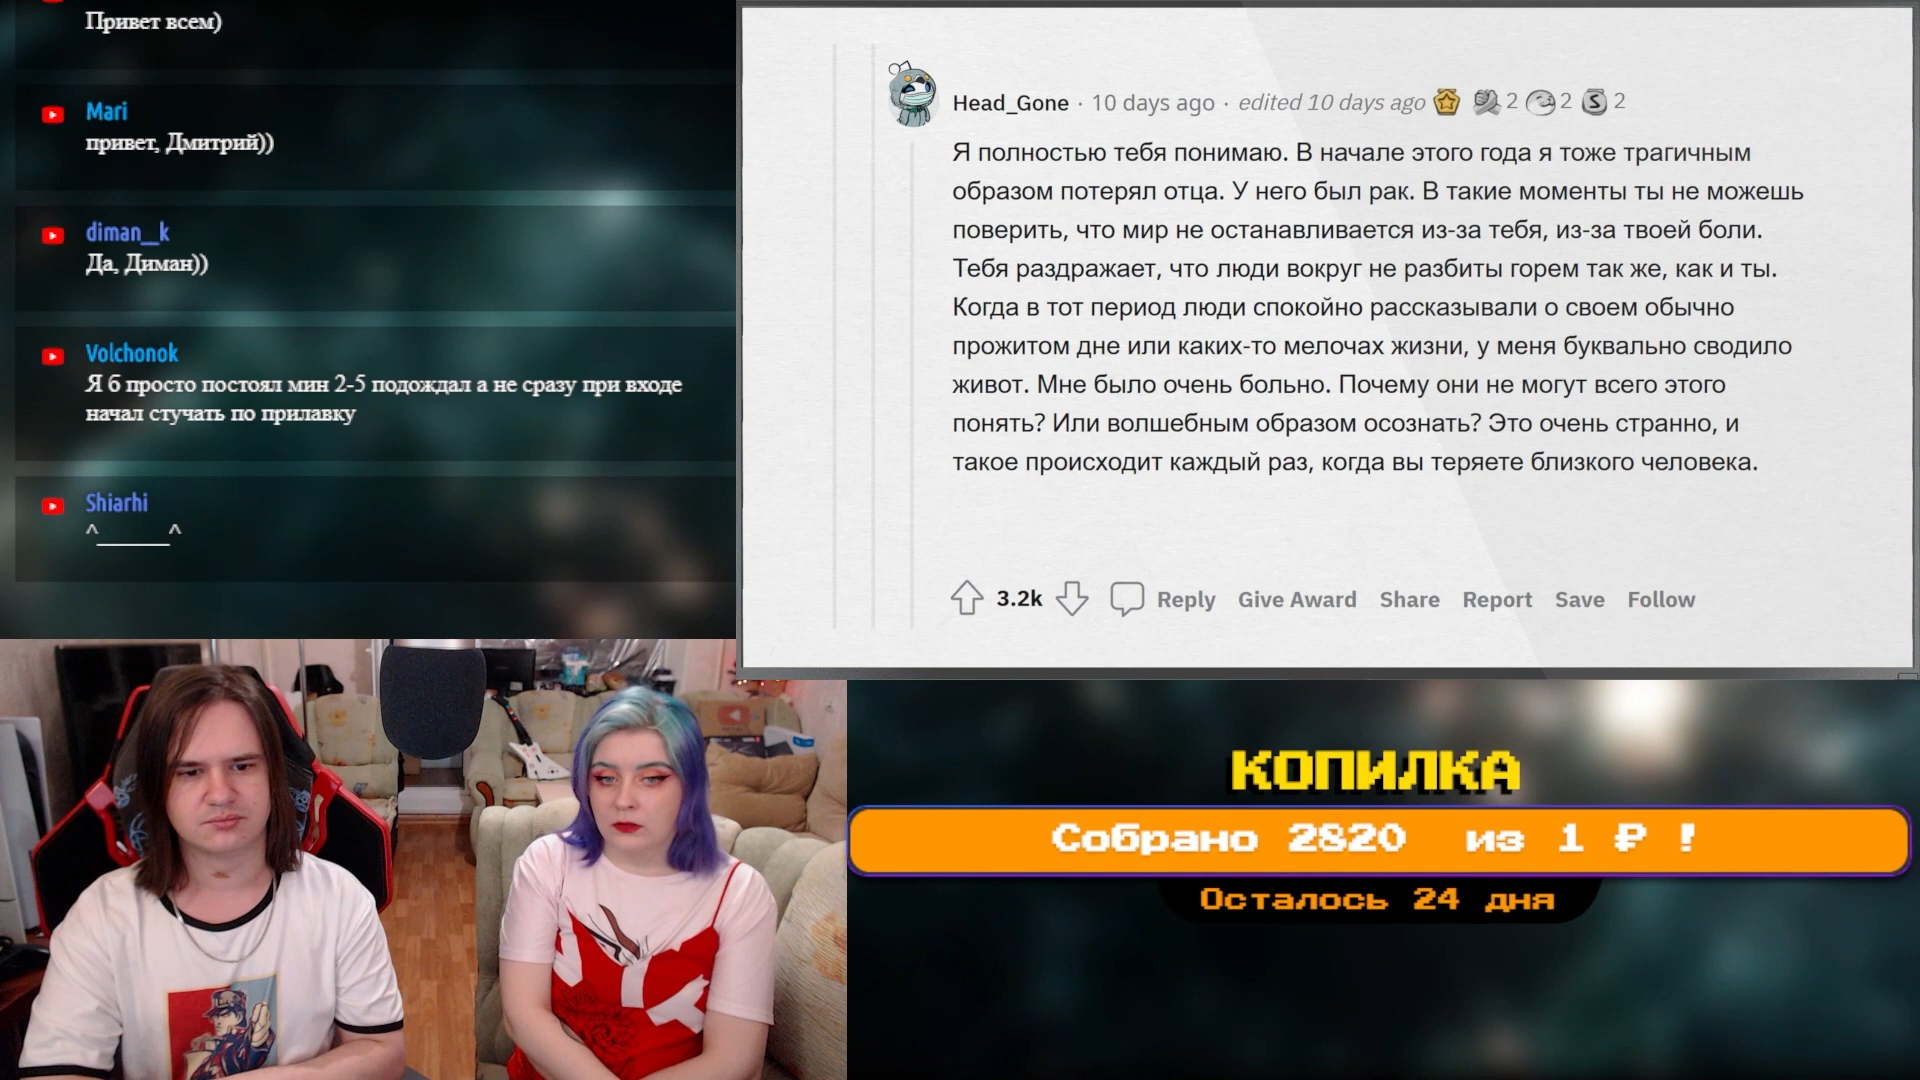 Привет всем)
Mari
привет, Дмитрий))
diman__k
Да, Диман))
Volchonok
Я б просто постоял мин 2-5 подождал а не сразу при входе
начал стучать по прилавку
Shiarhi
^______^
Head_Gone · 10 days ago · edited 10 days ago 2 2 2
Я полностью тебя понимаю. В начале этого года я тоже трагичным
образом потерял отца. У него был рак. В такие моменты ты не можешь
поверить, что мир не останавливается из-за тебя, из-за твоей боли.
Тебя раздражает, что люди вокруг не разбиты горем так же, как и ты.
Когда в тот период люди спокойно рассказывали о своем обычно
прожитом дне или каких-то мелочах жизни, у меня буквально сводило
живот. Мне было очень больно. Почему они не могут всего этого
понять? Или волшебным образом осознать? Это очень странно, и
такое происходит каждый раз, когда вы теряете близкого человека.
3.2k Reply Give Award Share Report Save Follow
КОПИЛКА
Собрано 2820 из 1 ₽ !
Осталось 24 дня